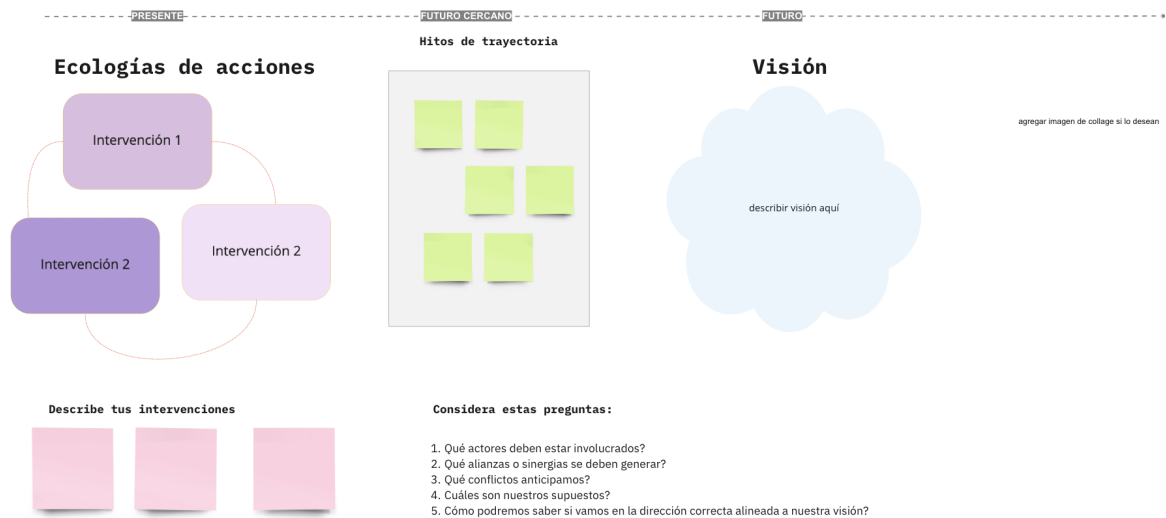 PRESENTE
FUTURO CERCANO
FUTURO
Hitos de trayectoria
Ecologías de acciones
Visión
Intervención 1
Intervención 2
Intervención 2
agregar imagen de collage si lo desean
describir visión aquí
Describe tus intervenciones
Considera estas preguntas:
1. Qué actores deben estar involucrados?
2. Qué alianzas o sinergias se deben generar?
3. Qué conflictos anticipamos?
4. Cuáles son nuestros supuestos?
5. Cómo podremos saber si vamos en la dirección correcta alineada a nuestra visión?